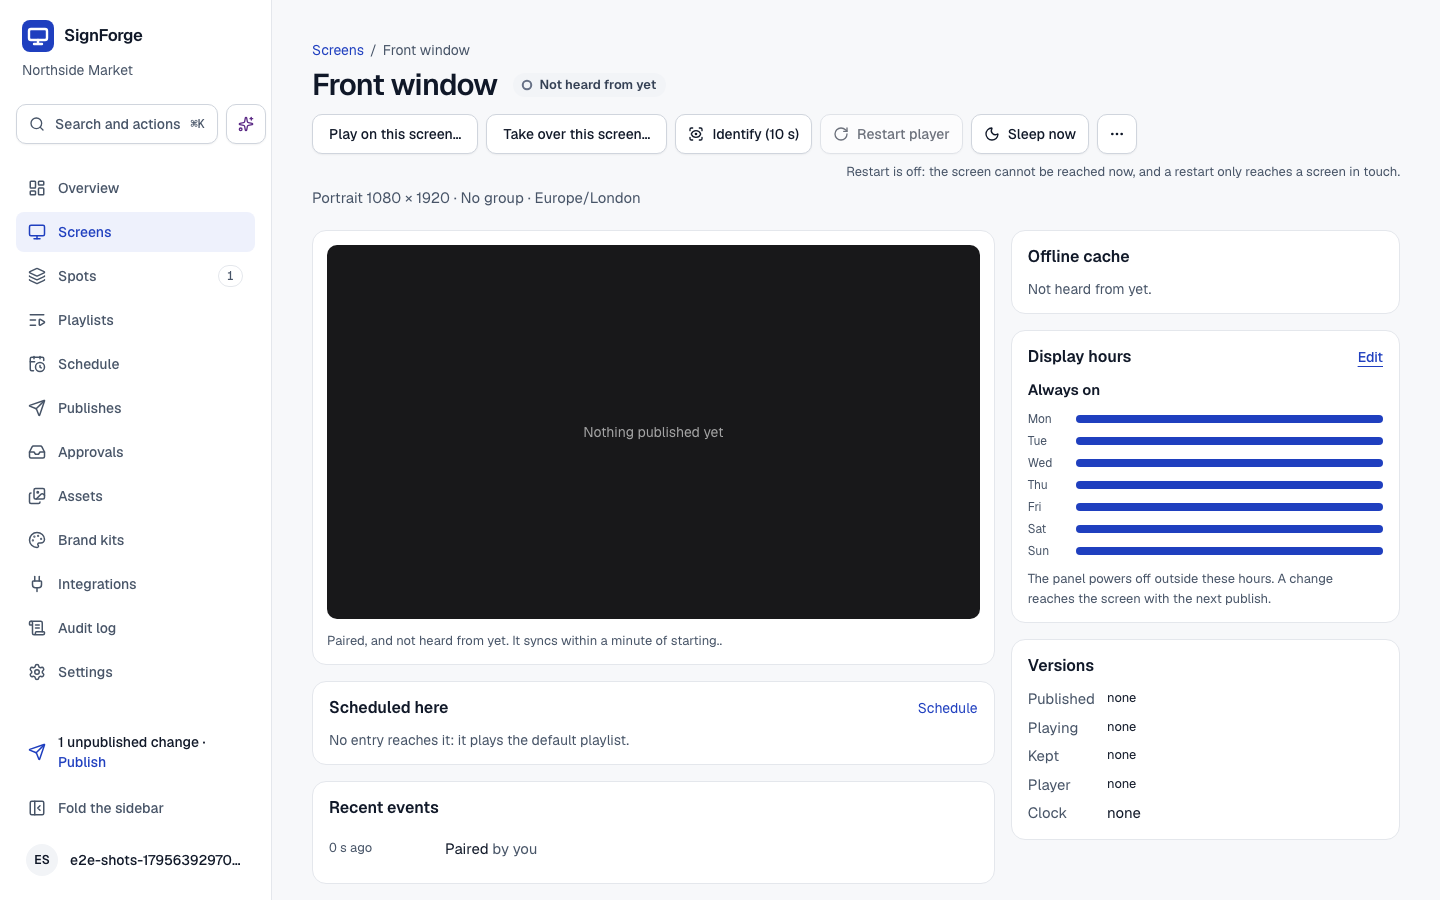 SignForge
Northside Market
Search and actions ⌘K
Overview
Screens
Spots 1
Playlists
Schedule
Publishes
Approvals
Assets
Brand kits
Integrations
Audit log
Settings
1 unpublished change ·
Publish
Fold the sidebar
ES e2e-shots-17956392970…
Screens / Front window
Front window Not heard from yet
Play on this screen… Take over this screen… Identify (10 s) Restart player Sleep now
Restart is off: the screen cannot be reached now, and a restart only reaches a screen in touch.
Portrait 1080 × 1920 · No group · Europe/London
Nothing published yet
Paired, and not heard from yet. It syncs within a minute of starting..
Scheduled here Schedule
No entry reaches it: it plays the default playlist.
Recent events
0 s ago Paired by you
Offline cache
Not heard from yet.
Display hours Edit
Always on
Mon
Tue
Wed
Thu
Fri
Sat
Sun
The panel powers off outside these hours. A change
reaches the screen with the next publish.
Versions
Published none
Playing none
Kept none
Player none
Clock none